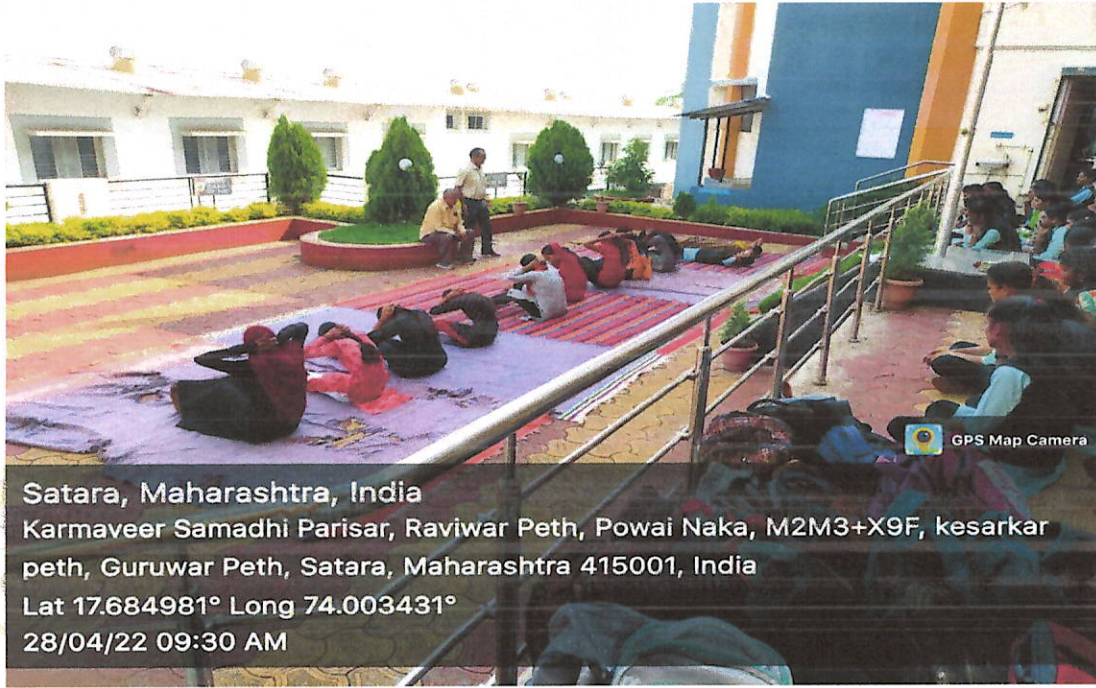 GPS Map Camera
Satara, Maharashtra, India
Karmaveer Samadhi Parisar, Raviwar Peth, Powai Naka, M2M3+X9F, kesarkar
peth, Guruwar Peth, Satara, Maharashtra 415001, India
Lat 17.684981° Long 74.003431°
28/04/22 09:30 AM